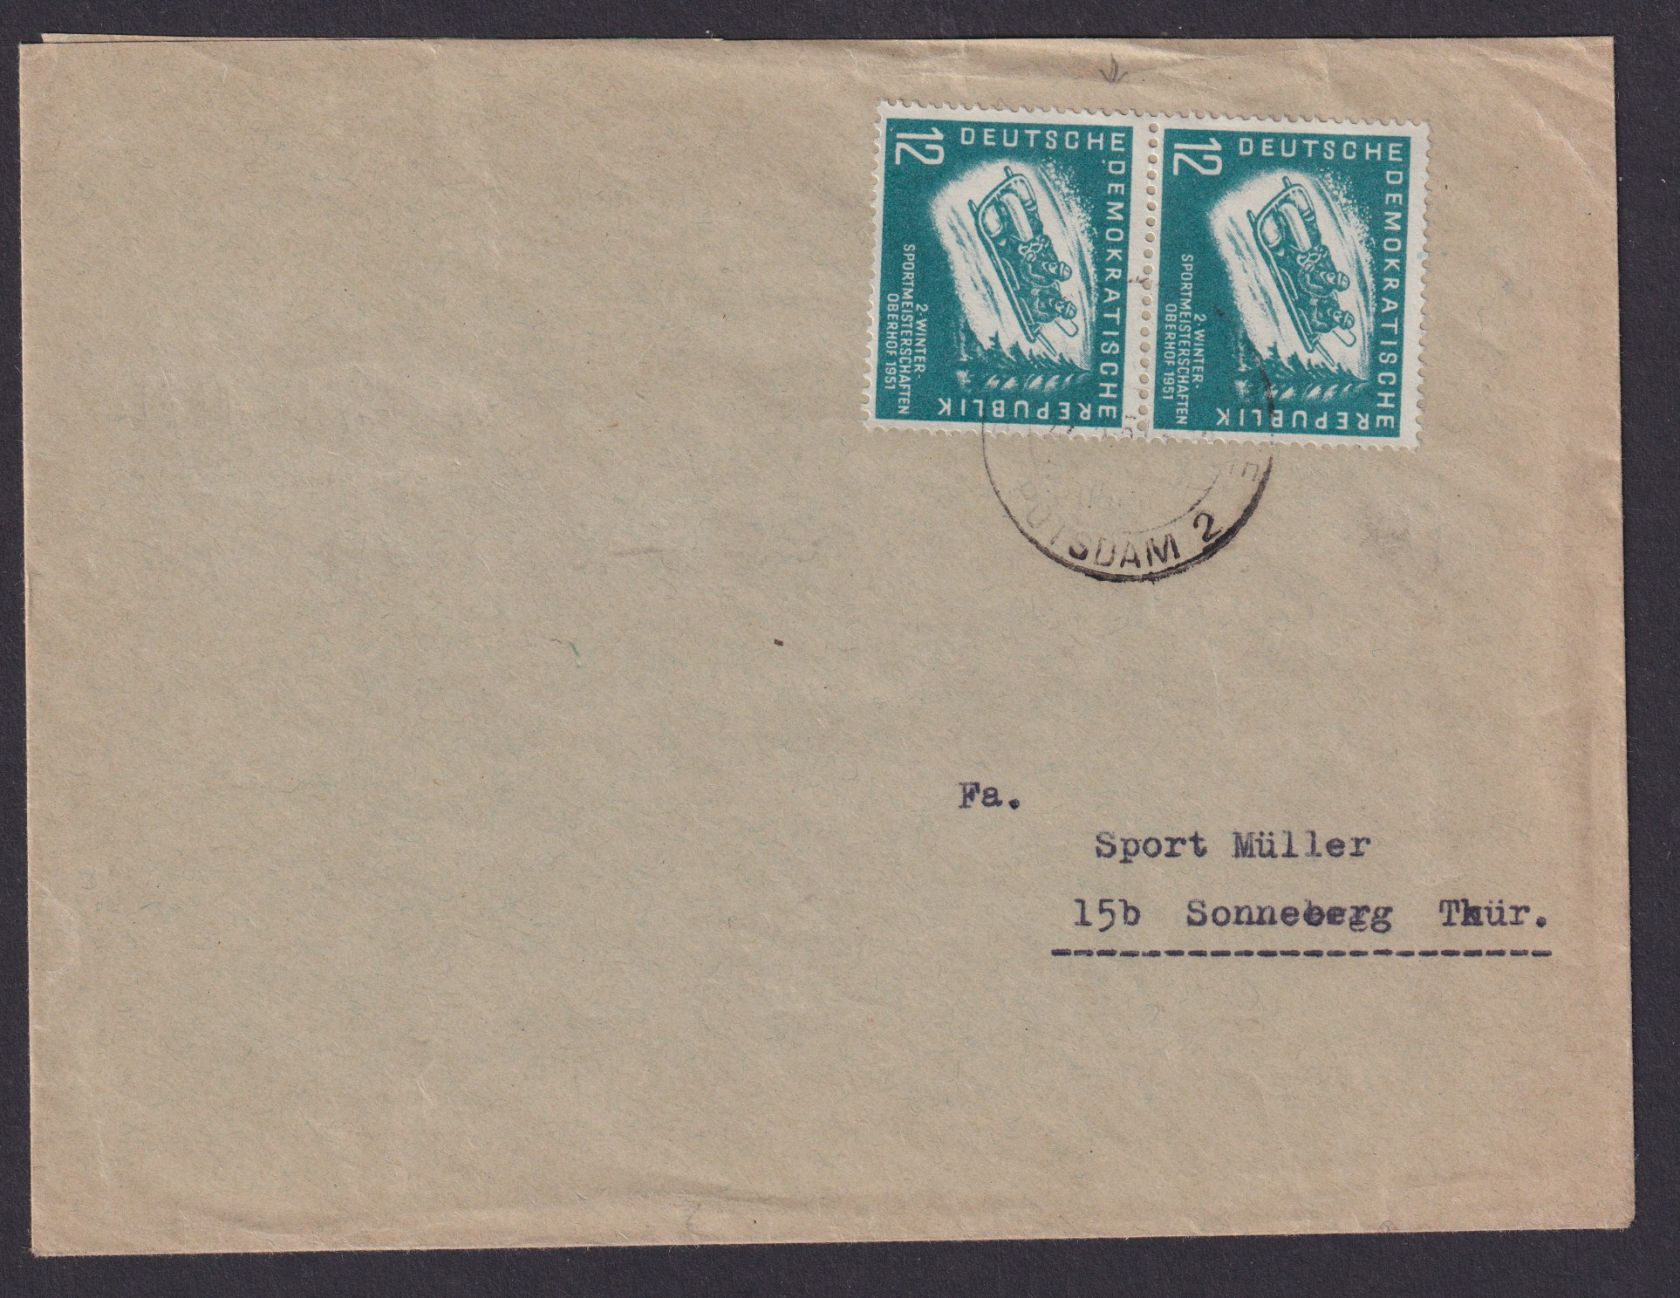 12 DEUTSCHE
DEMOKRATISCHE
REPUBLIK
2. WINTER-
SPORTMEISTERSCHAFTEN
OBERHOF 1951
12 DEUTSCHE
DEMOKRATISCHE
REPUBLIK
2. WINTER-
SPORTMEISTERSCHAFTEN
OBERHOF 1951
POTSDAM 2
Fa.
Sport Müller
15b Sonneberg Thür.